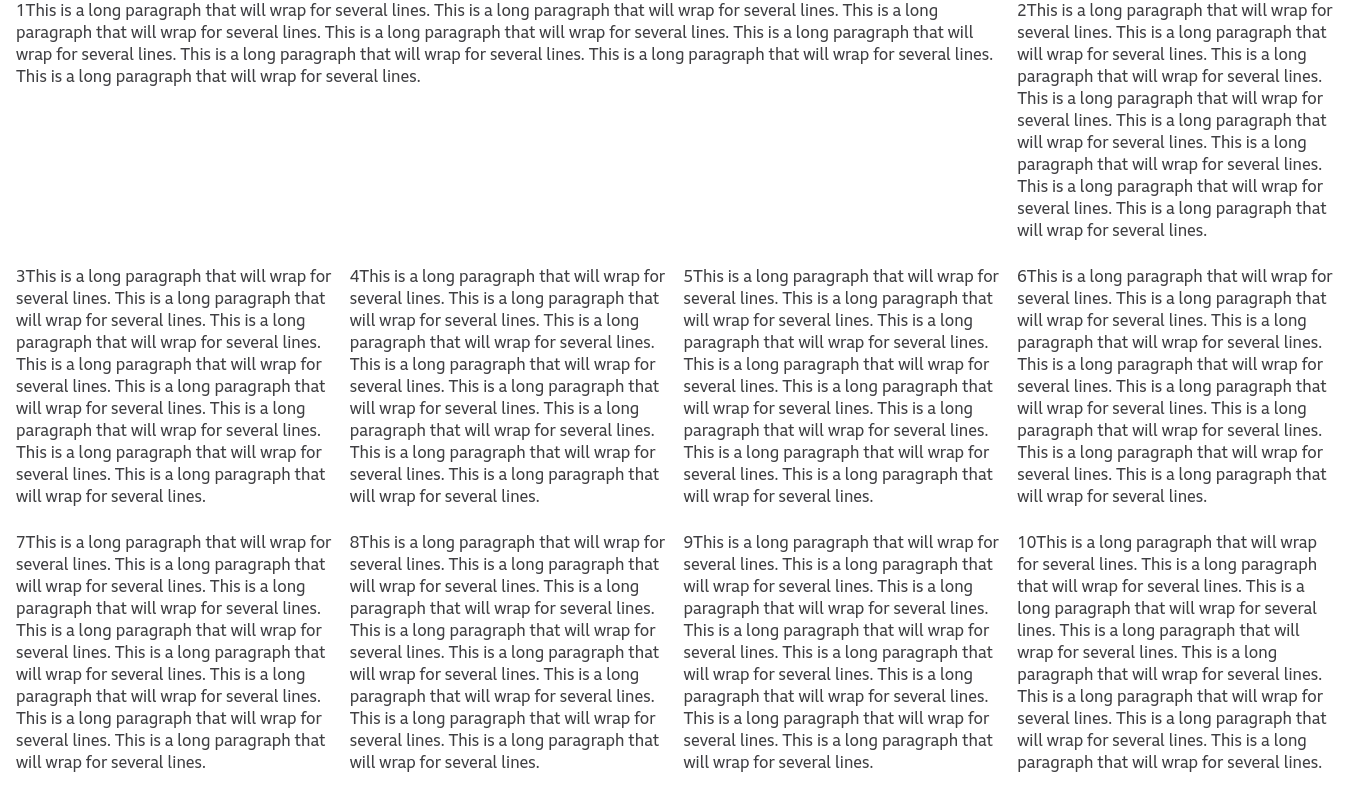 1This is a long paragraph that will wrap for several lines. This is a long paragraph that will wrap for several lines. This is a long
paragraph that will wrap for several lines. This is a long paragraph that will wrap for several lines. This is a long paragraph that will
wrap for several lines. This is a long paragraph that will wrap for several lines. This is a long paragraph that will wrap for several lines.
This is a long paragraph that will wrap for several lines.
2This is a long paragraph that will wrap for
several lines. This is a long paragraph that
will wrap for several lines. This is a long
paragraph that will wrap for several lines.
This is a long paragraph that will wrap for
several lines. This is a long paragraph that
will wrap for several lines. This is a long
paragraph that will wrap for several lines.
This is a long paragraph that will wrap for
several lines. This is a long paragraph that
will wrap for several lines.
3This is a long paragraph that will wrap for
several lines. This is a long paragraph that
will wrap for several lines. This is a long
paragraph that will wrap for several lines.
This is a long paragraph that will wrap for
several lines. This is a long paragraph that
will wrap for several lines. This is a long
paragraph that will wrap for several lines.
This is a long paragraph that will wrap for
several lines. This is a long paragraph that
will wrap for several lines.
4This is a long paragraph that will wrap for
several lines. This is a long paragraph that
will wrap for several lines. This is a long
paragraph that will wrap for several lines.
This is a long paragraph that will wrap for
several lines. This is a long paragraph that
will wrap for several lines. This is a long
paragraph that will wrap for several lines.
This is a long paragraph that will wrap for
several lines. This is a long paragraph that
will wrap for several lines.
5This is a long paragraph that will wrap for
several lines. This is a long paragraph that
will wrap for several lines. This is a long
paragraph that will wrap for several lines.
This is a long paragraph that will wrap for
several lines. This is a long paragraph that
will wrap for several lines. This is a long
paragraph that will wrap for several lines.
This is a long paragraph that will wrap for
several lines. This is a long paragraph that
will wrap for several lines.
6This is a long paragraph that will wrap for
several lines. This is a long paragraph that
will wrap for several lines. This is a long
paragraph that will wrap for several lines.
This is a long paragraph that will wrap for
several lines. This is a long paragraph that
will wrap for several lines. This is a long
paragraph that will wrap for several lines.
This is a long paragraph that will wrap for
several lines. This is a long paragraph that
will wrap for several lines.
7This is a long paragraph that will wrap for
several lines. This is a long paragraph that
will wrap for several lines. This is a long
paragraph that will wrap for several lines.
This is a long paragraph that will wrap for
several lines. This is a long paragraph that
will wrap for several lines. This is a long
paragraph that will wrap for several lines.
This is a long paragraph that will wrap for
several lines. This is a long paragraph that
will wrap for several lines.
8This is a long paragraph that will wrap for
several lines. This is a long paragraph that
will wrap for several lines. This is a long
paragraph that will wrap for several lines.
This is a long paragraph that will wrap for
several lines. This is a long paragraph that
will wrap for several lines. This is a long
paragraph that will wrap for several lines.
This is a long paragraph that will wrap for
several lines. This is a long paragraph that
will wrap for several lines.
9This is a long paragraph that will wrap for
several lines. This is a long paragraph that
will wrap for several lines. This is a long
paragraph that will wrap for several lines.
This is a long paragraph that will wrap for
several lines. This is a long paragraph that
will wrap for several lines. This is a long
paragraph that will wrap for several lines.
This is a long paragraph that will wrap for
several lines. This is a long paragraph that
will wrap for several lines.
10This is a long paragraph that will wrap
for several lines. This is a long paragraph
that will wrap for several lines. This is a
long paragraph that will wrap for several
lines. This is a long paragraph that will
wrap for several lines. This is a long
paragraph that will wrap for several lines.
This is a long paragraph that will wrap for
several lines. This is a long paragraph that
will wrap for several lines. This is a long
paragraph that will wrap for several lines.